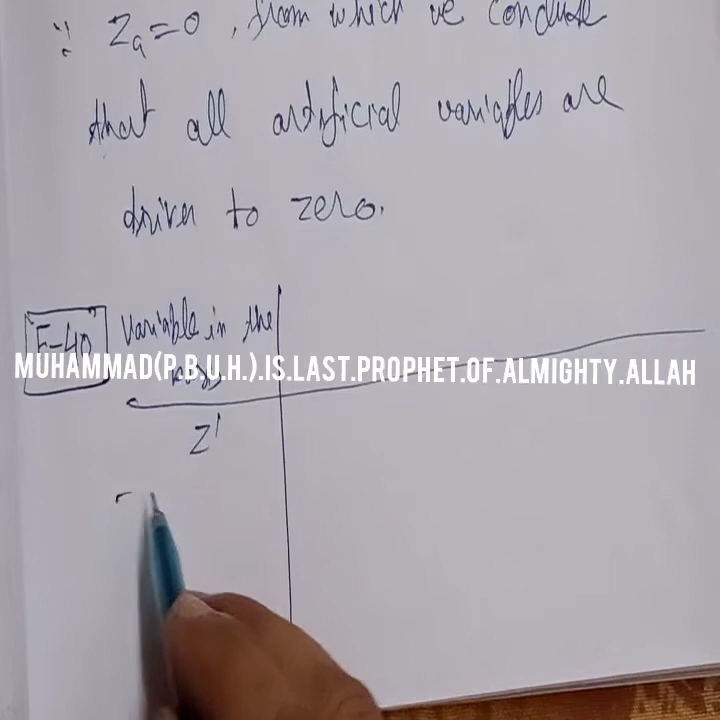 ∵ Za=0, from which we conclude
that all artificial variables are
driven to zero.
E-40
variable in the
MUHAMMAD(P.B.U.H.).IS.LAST.PROPHET.OF.ALMIGHTY.ALLAH
Z'